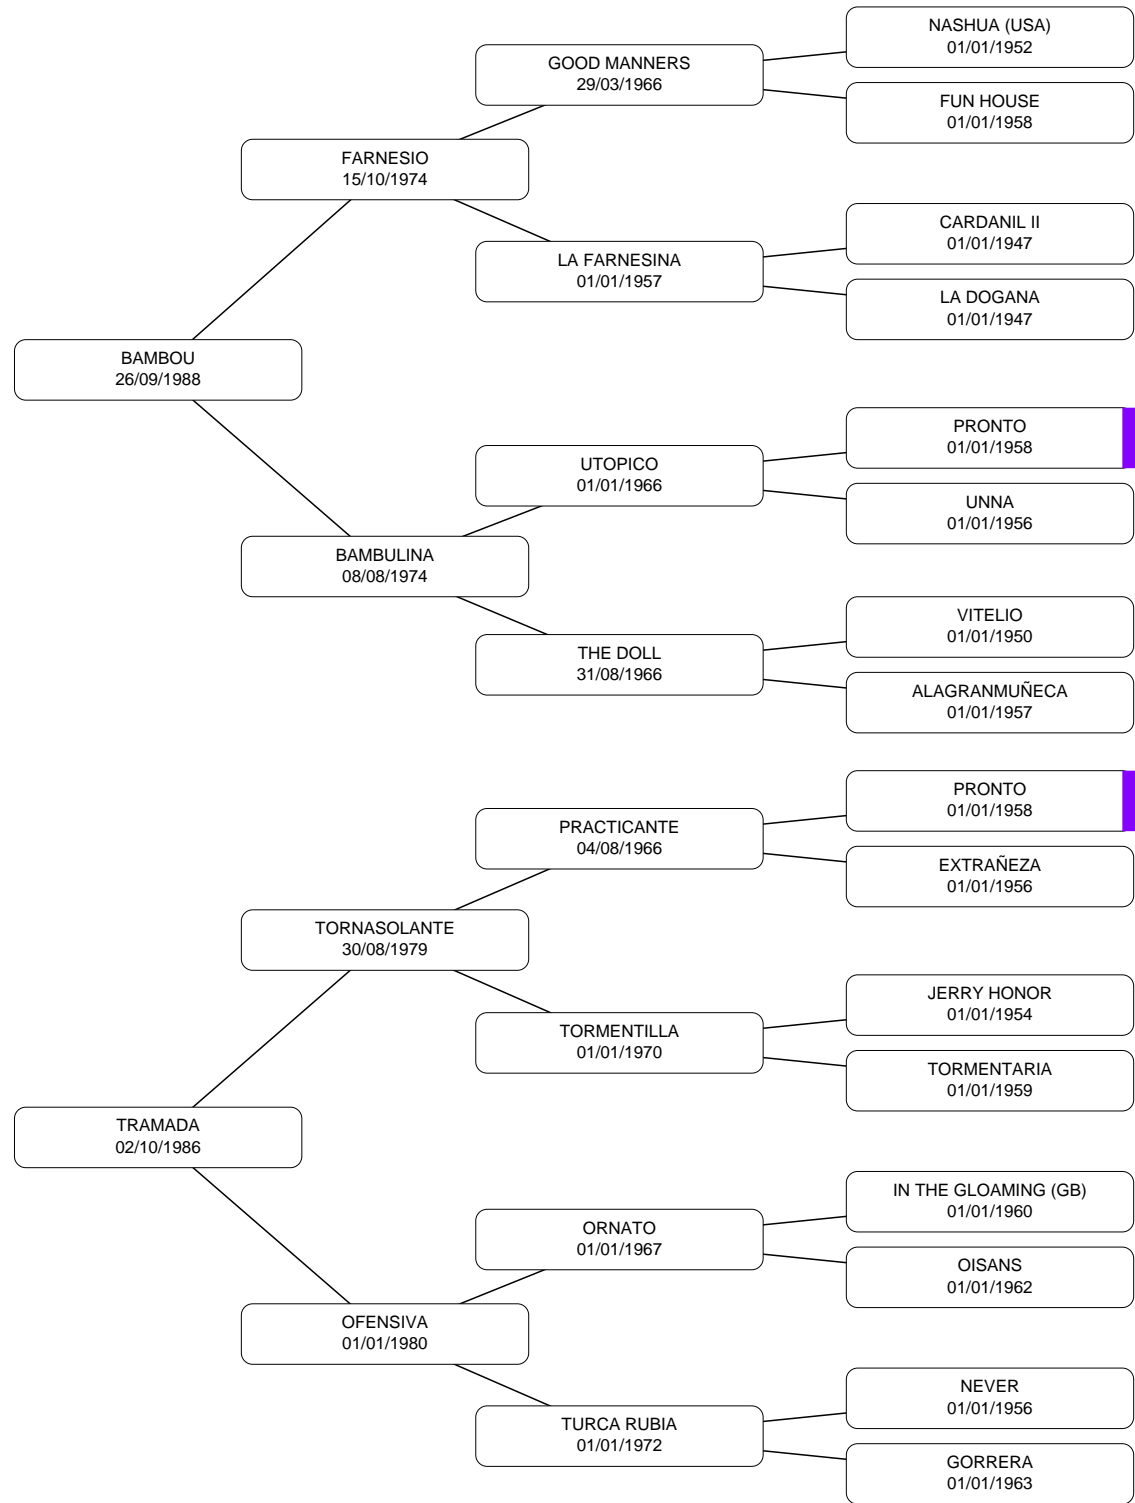 NASHUA (USA)
01/01/1952
GOOD MANNERS
29/03/1966
FUN HOUSE
01/01/1958
FARNESIO
15/10/1974
CARDANIL II
01/01/1947
LA FARNESINA
01/01/1957
LA DOGANA
01/01/1947
BAMBOU
26/09/1988
PRONTO
01/01/1958
UTOPICO
01/01/1966
UNNA
01/01/1956
BAMBULINA
08/08/1974
VITELIO
01/01/1950
THE DOLL
31/08/1966
ALAGRANMUÑECA
01/01/1957
PRONTO
01/01/1958
PRACTICANTE
04/08/1966
EXTRAÑEZA
01/01/1956
TORNASOLANTE
30/08/1979
JERRY HONOR
01/01/1954
TORMENTILLA
01/01/1970
TORMENTARIA
01/01/1959
TRAMADA
02/10/1986
IN THE GLOAMING (GB)
01/01/1960
ORNATO
01/01/1967
OISANS
01/01/1962
OFENSIVA
01/01/1980
NEVER
01/01/1956
TURCA RUBIA
01/01/1972
GORRERA
01/01/1963